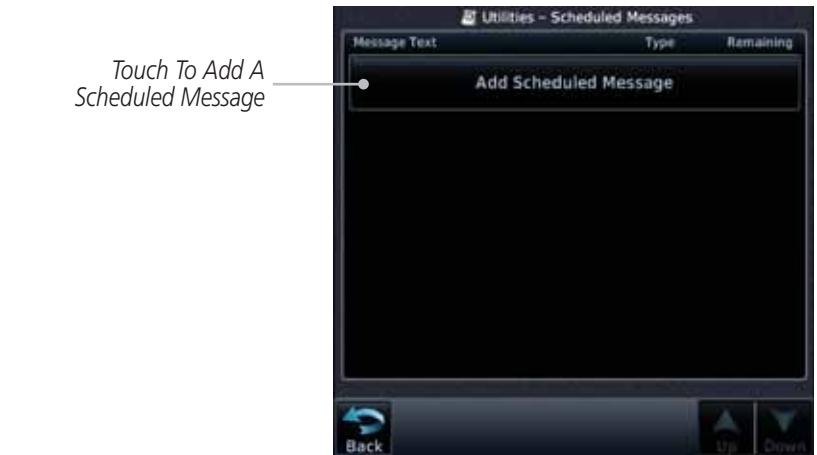 Utilities – Scheduled Messages
Message Text Type Remaining
Touch To Add A
Scheduled Message
Add Scheduled Message
Back Up Down